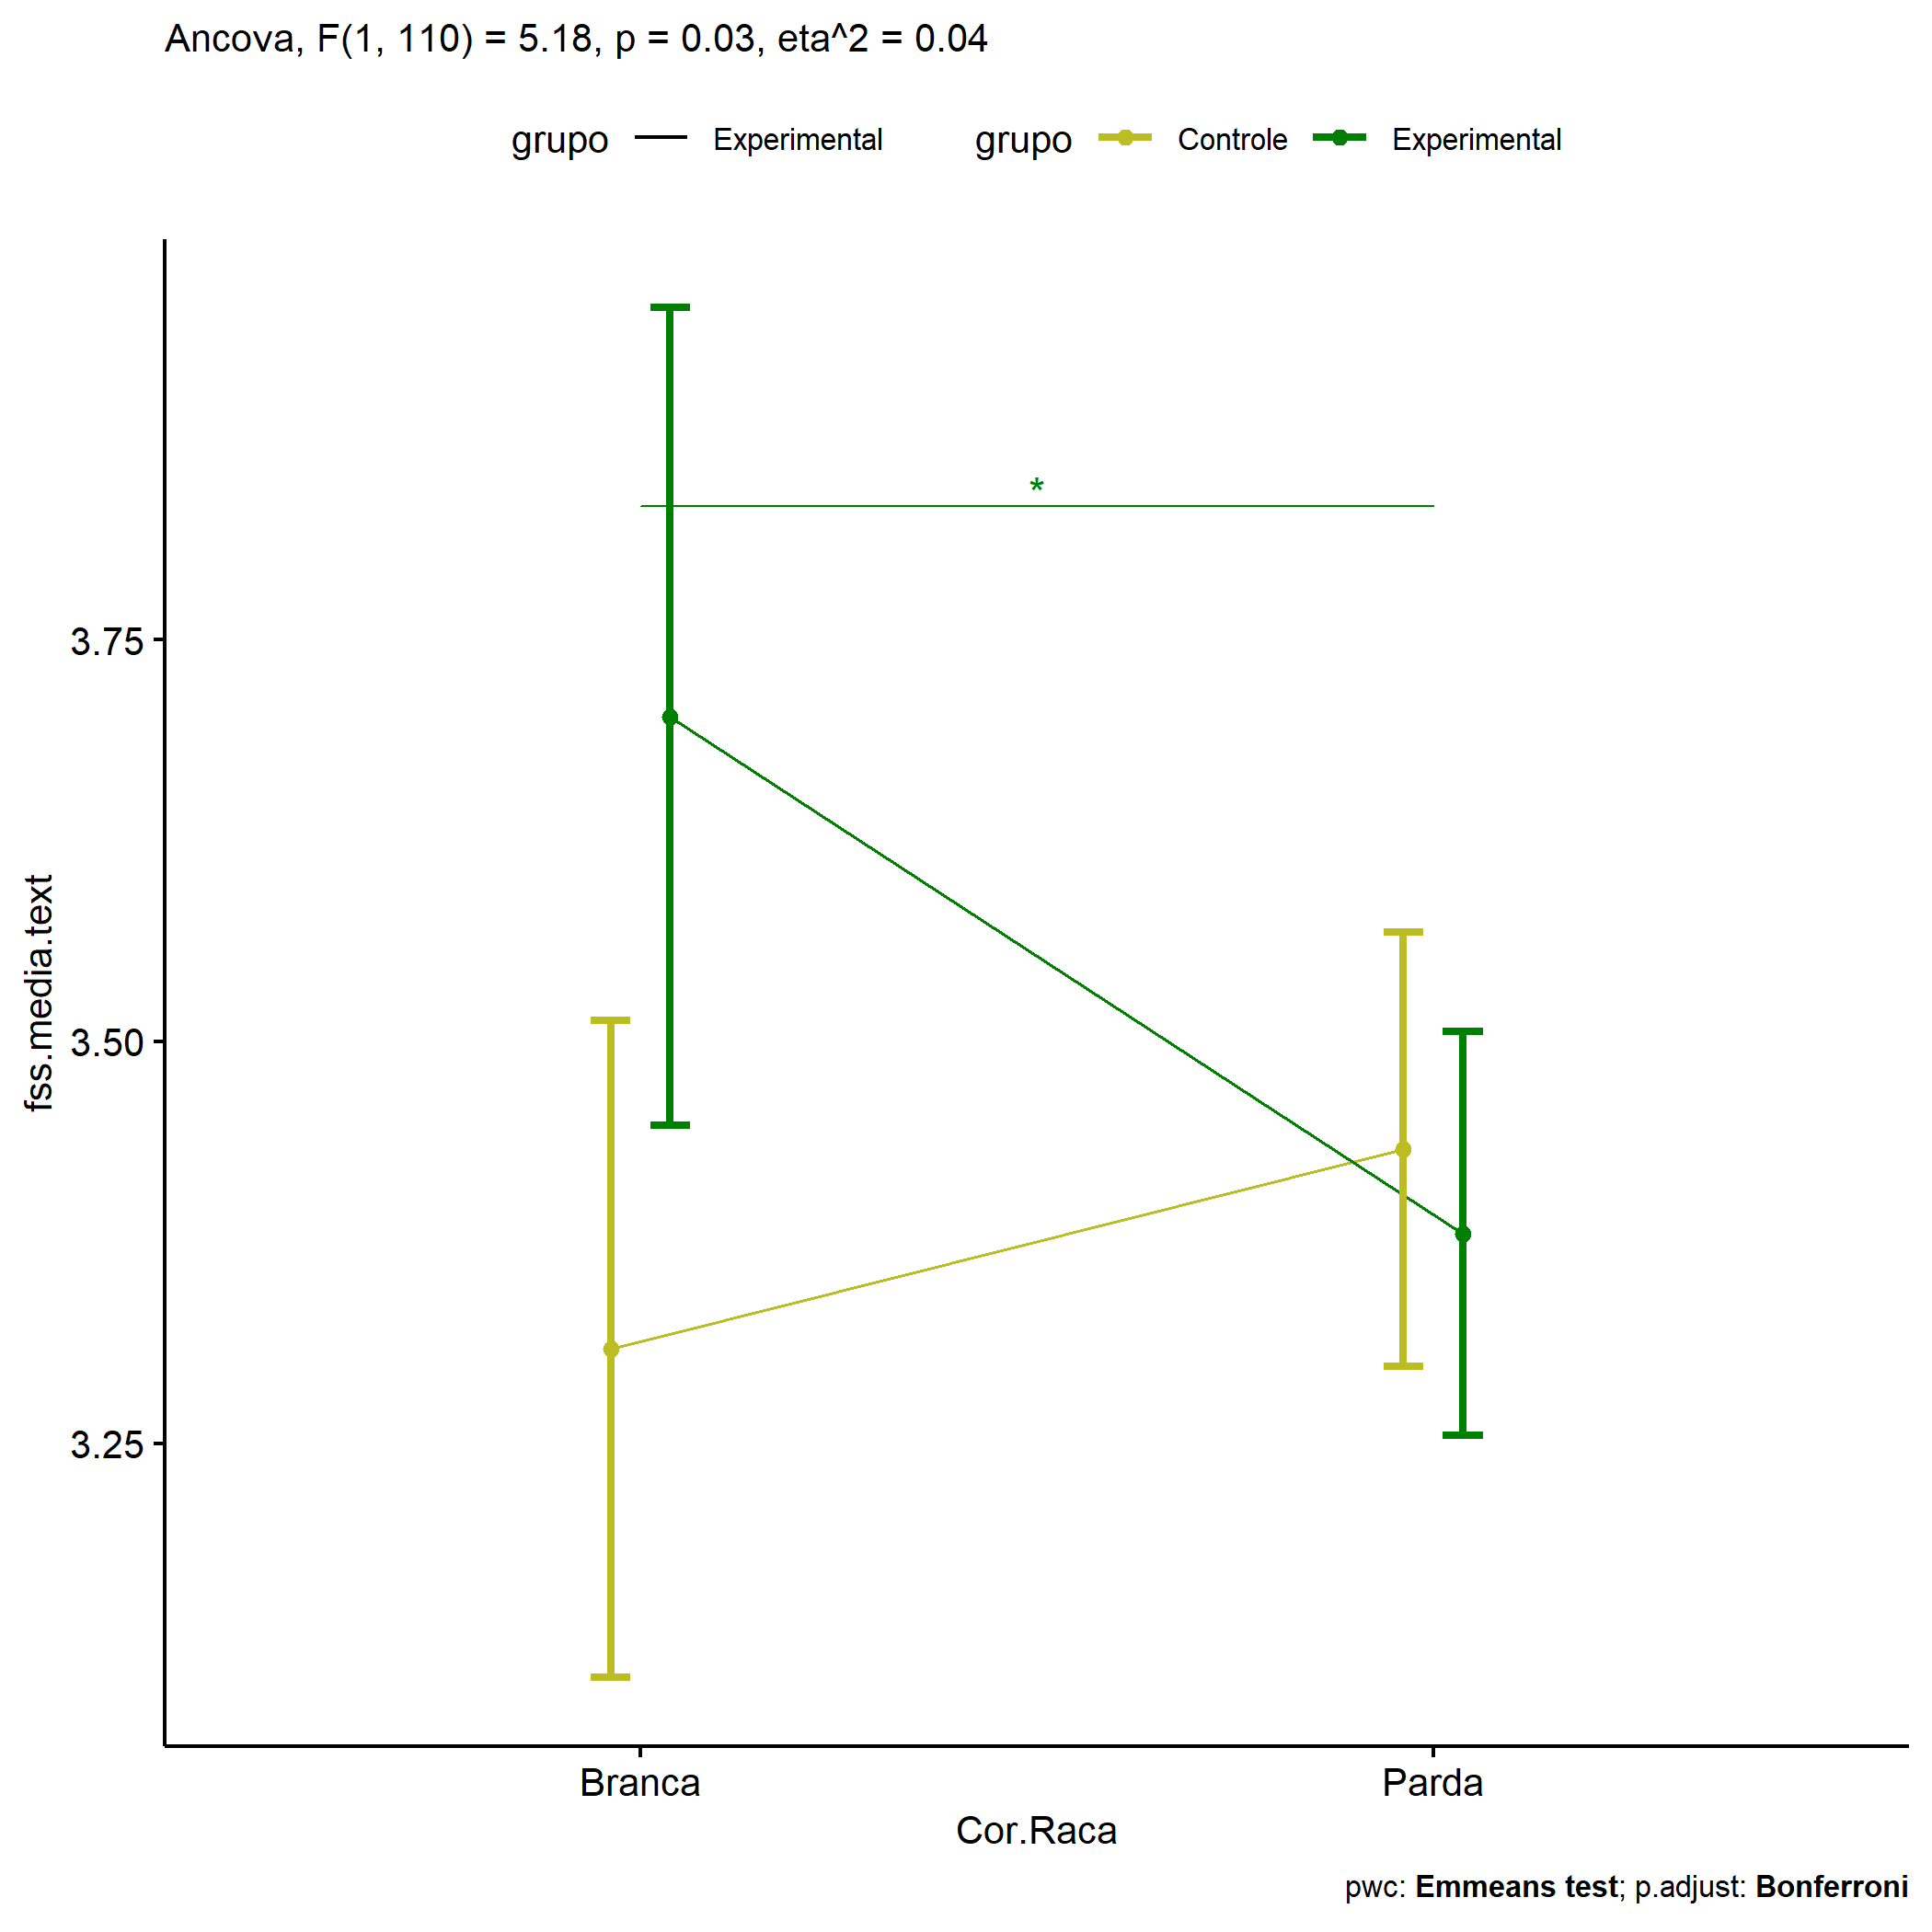 Ancova, F(1, 110) = 5.18, p = 0.03, eta^2 = 0.04
grupo Experimental grupo Controle Experimental
*
3.75
3.50
3.25
fss.media.text
Branca Parda
Cor.Raca
pwc: Emmeans test; p.adjust: Bonferroni